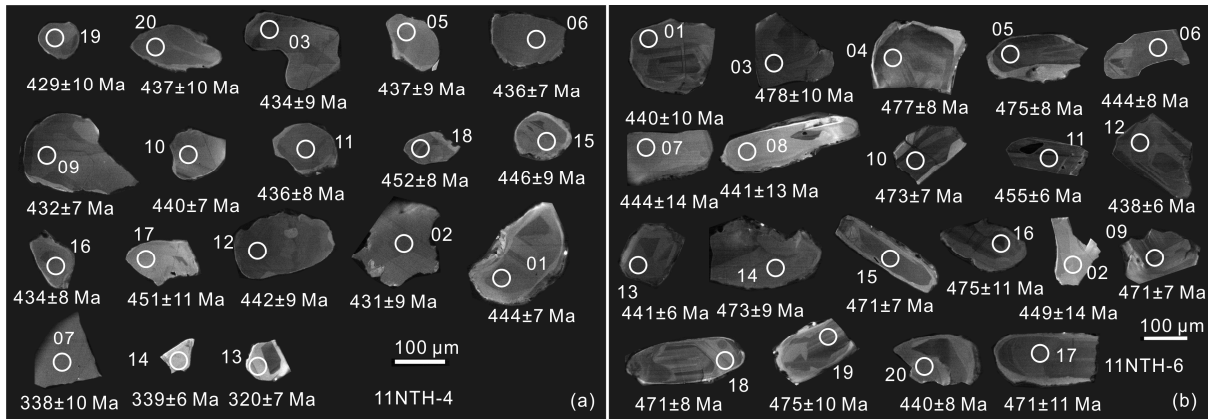 19
20
03
05
06
429±10 Ma
437±10 Ma
434±9 Ma
437±9 Ma
436±7 Ma
09
10
11
18
15
432±7 Ma
440±7 Ma
436±8 Ma
452±8 Ma
446±9 Ma
16
17
12
02
01
434±8 Ma
451±11 Ma
442±9 Ma
431±9 Ma
444±7 Ma
07
14
13
100 μm
338±10 Ma
339±6 Ma
320±7 Ma
11NTH-4
(a)
01
03
04
05
06
440±10 Ma
478±10 Ma
477±8 Ma
475±8 Ma
444±8 Ma
07
08
10
11
12
444±14 Ma
441±13 Ma
473±7 Ma
455±6 Ma
438±6 Ma
13
14
15
16
02
09
441±6 Ma
473±9 Ma
471±7 Ma
475±11 Ma
449±14 Ma
471±7 Ma
100 μm
18
19
20
17
11NTH-6
471±8 Ma
475±10 Ma
440±8 Ma
471±11 Ma
(b)